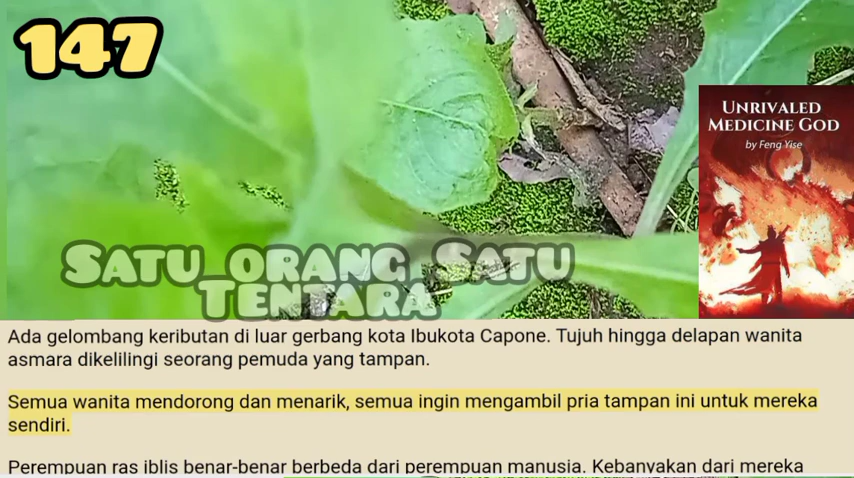 147
UNRIVALED
MEDICINE GOD
by Feng Yise
SATU ORANG SATU
TENTARA
Ada gelombang keributan di luar gerbang kota Ibukota Capone. Tujuh hingga delapan wanita
asmara dikelilingi seorang pemuda yang tampan.
Semua wanita mendorong dan menarik, semua ingin mengambil pria tampan ini untuk mereka
sendiri.
Perempuan ras iblis benar-benar berbeda dari perempuan manusia. Kebanyakan dari mereka